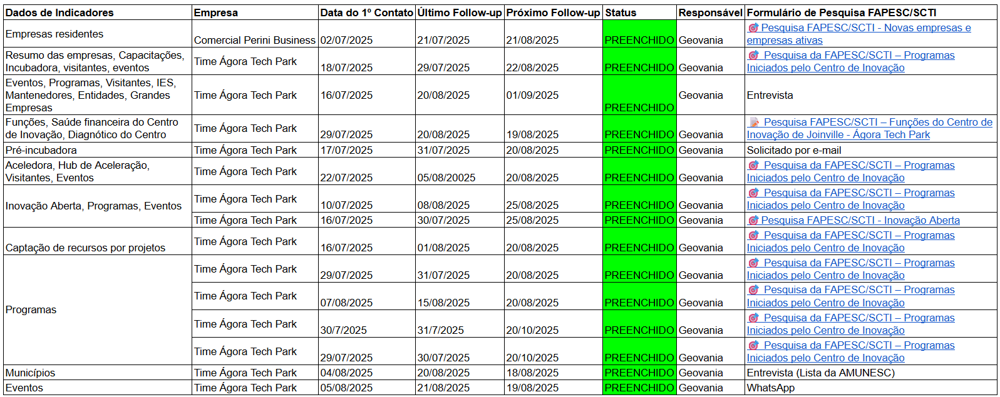 Dados de Indicadores Empresa Data do 1º Contato Último Follow-up Próximo Follow-up Status Responsável Formulário de Pesquisa FAPESC/SCTI
Empresas residentes Comercial Perini Business 02/07/2025 21/07/2025 21/08/2025 PREENCHIDO Geovania Pesquisa FAPESC/SCTI - Novas empresas e
empresas ativas
Resumo das empresas, Capacitações,
Incubadora, visitantes, eventos Time Ágora Tech Park 18/07/2025 29/07/2025 22/08/2025 PREENCHIDO Geovania Pesquisa da FAPESC/SCTI – Programas
Iniciados pelo Centro de Inovação
Eventos, Programas, Visitantes, IES,
Mantenedores, Entidades, Grandes
Empresas Time Ágora Tech Park 16/07/2025 20/08/2025 01/09/2025 PREENCHIDO Geovania Entrevista
Funções, Saúde financeira do Centro
de Inovação, Diagnótico do Centro Time Ágora Tech Park 29/07/2025 20/08/2025 19/08/2025 PREENCHIDO Geovania Pesquisa FAPESC/SCTI – Funções do Centro de
Inovação de Joinville - Ágora Tech Park
Pré-incubadora Time Ágora Tech Park 17/07/2025 31/07/2025 20/08/2025 PREENCHIDO Geovania Solicitado por e-mail
Aceledora, Hub de Aceleração,
Visitantes, Eventos Time Ágora Tech Park 22/07/2025 05/08/20025 20/08/2025 PREENCHIDO Geovania Pesquisa da FAPESC/SCTI – Programas
Iniciados pelo Centro de Inovação
Inovação Aberta, Programas, Eventos Time Ágora Tech Park 10/07/2025 08/08/2025 25/08/2025 PREENCHIDO Geovania Pesquisa da FAPESC/SCTI – Programas
Iniciados pelo Centro de Inovação
Time Ágora Tech Park 16/07/2025 30/07/2025 25/08/2025 PREENCHIDO Geovania Pesquisa FAPESC/SCTI - Inovação Aberta
Captação de recursos por projetos Time Ágora Tech Park 16/07/2025 01/08/2025 20/08/2025 PREENCHIDO Geovania Pesquisa da FAPESC/SCTI – Programas
Iniciados pelo Centro de Inovação
Programas Time Ágora Tech Park 29/07/2025 31/07/2025 20/08/2025 PREENCHIDO Geovania Pesquisa da FAPESC/SCTI – Programas
Iniciados pelo Centro de Inovação
Time Ágora Tech Park 07/08/2025 15/08/2025 20/08/2025 PREENCHIDO Geovania Pesquisa da FAPESC/SCTI – Programas
Iniciados pelo Centro de Inovação
Time Ágora Tech Park 30/7/2025 31/7/2025 20/10/2025 PREENCHIDO Geovania Pesquisa da FAPESC/SCTI – Programas
Iniciados pelo Centro de Inovação
Time Ágora Tech Park 29/07/2025 30/07/2025 20/10/2025 PREENCHIDO Geovania Pesquisa da FAPESC/SCTI – Programas
Iniciados pelo Centro de Inovação
Municípios Time Ágora Tech Park 04/08/2025 20/08/2025 18/08/2025 PREENCHIDO Geovania Entrevista (Lista da AMUNESC)
Eventos Time Ágora Tech Park 05/08/2025 21/08/2025 19/08/2025 PREENCHIDO Geovania WhatsApp